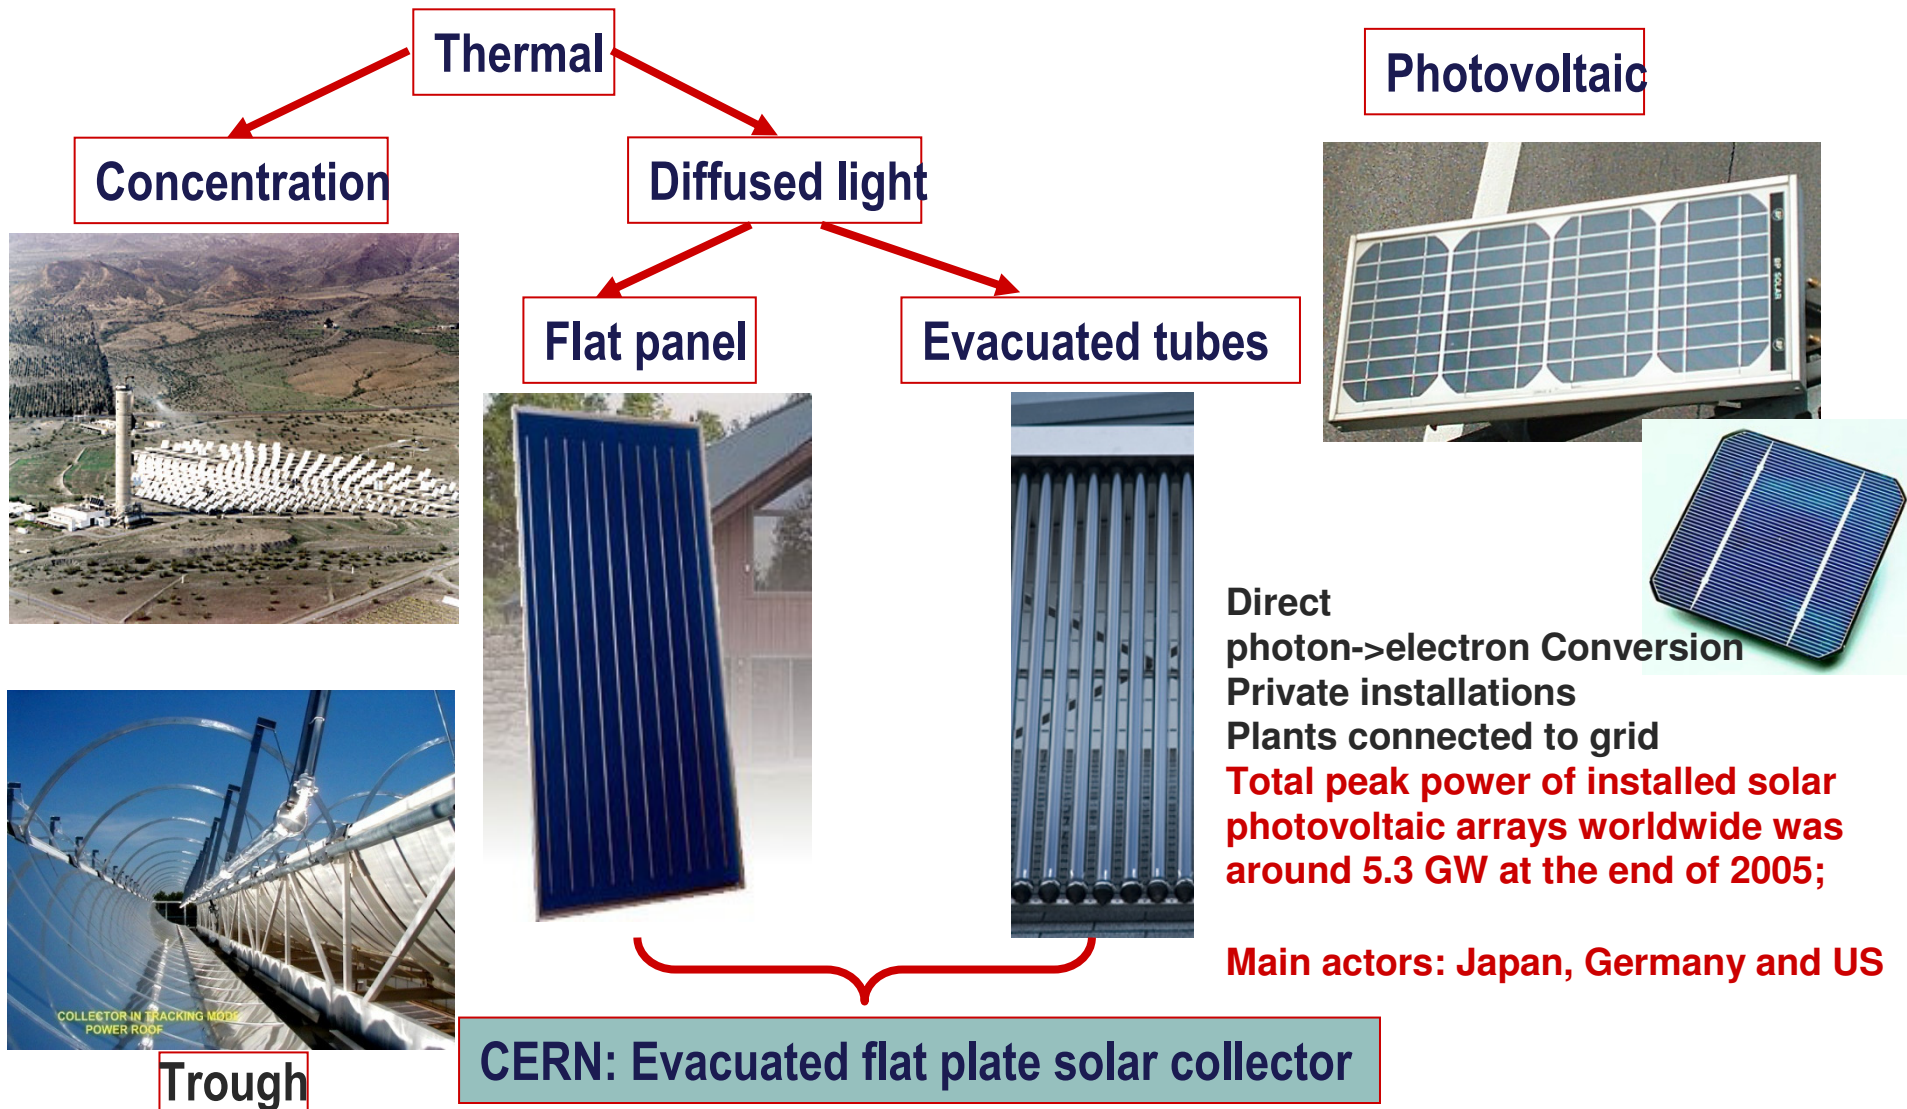 Thermal
Photovoltaic
Concentration
Diffused light
Flat panel
Evacuated tubes
BP SOLAR
Direct
photon->electron Conversion
Private installations
Plants connected to grid
Total peak power of installed solar
photovoltaic arrays worldwide was
around 5.3 GW at the end of 2005;
Main actors: Japan, Germany and US
COLLECTOR IN TRACKING MODE
POWER ROOF
Trough
CERN: Evacuated flat plate solar collector